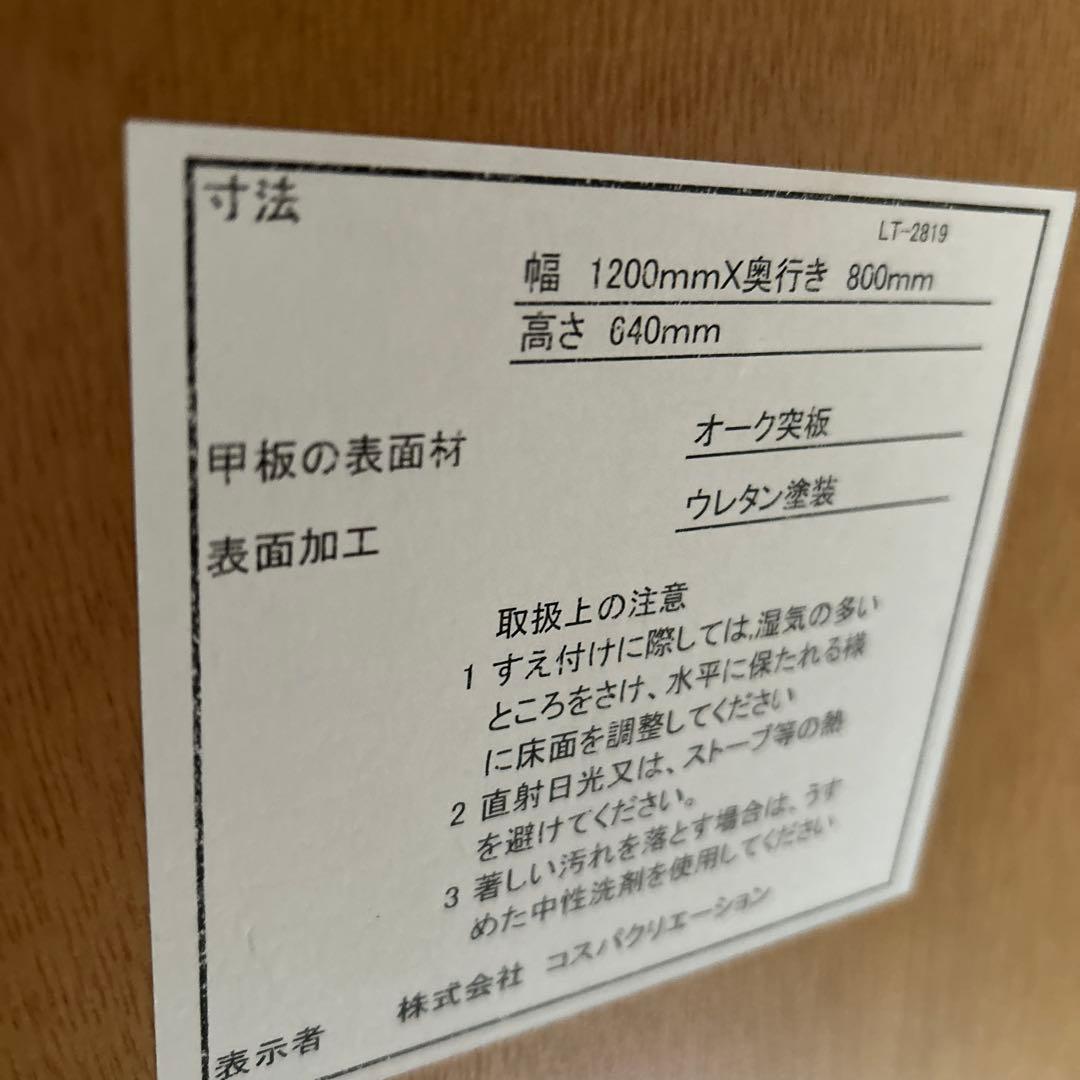 寸法
LT-2819
幅 1200mmX奥行き 800mm
高さ 640mm
甲板の表面材 オーク突板
表面加工 ウレタン塗装
取扱上の注意
1 すえ付けに際しては,湿気の多い
ところをさけ、水平に保たれる様
に床面を調整してください
2 直射日光又は、ストーブ等の熱
を避けてください。
3 著しい汚れを落とす場合は、うす
めた中性洗剤を使用してください
表示者 株式会社 コスパクリエーション